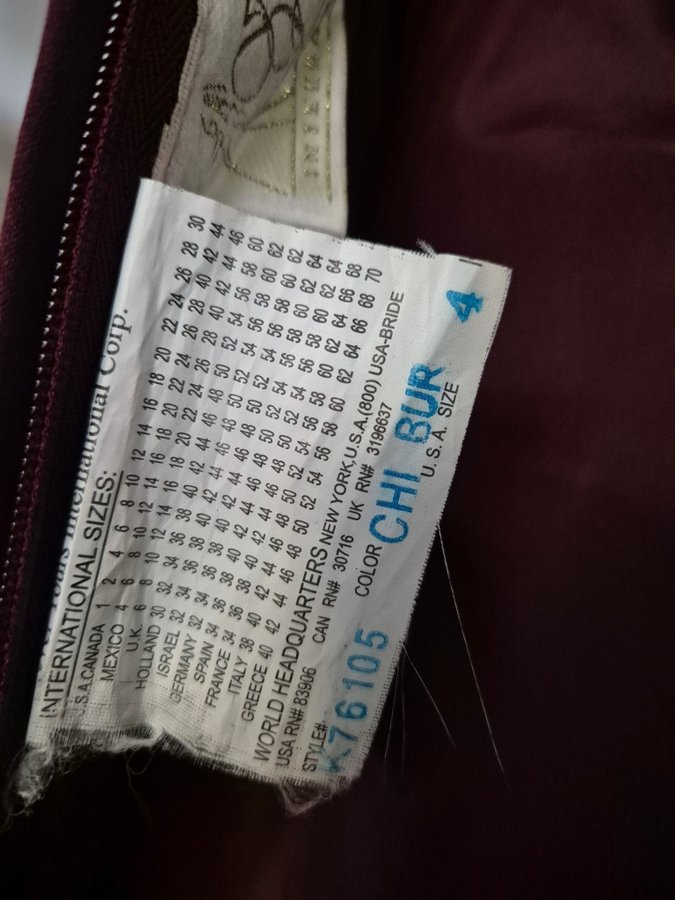 International Corp.
INTERNATIONAL SIZES:
U.S.A CANADA 1 2 4 6 8 10 12 14 16 18 20 22 24 26 28 30
MEXICO 4 6 8 10 12 14 16 18 20 22 24 26 28 40 42 44
U.K. 6 8 10 12 14 16 18 20 22 24 26 28 40 42 44 46
HOLLAND 30 32 34 36 38 40 42 44 46 48 50 52 54 56 58 60
ISRAEL 32 34 36 38 40 42 44 46 48 50 52 54 56 58 60 62
GERMANY 32 34 36 38 40 42 44 46 48 50 52 54 56 58 60 62
SPAIN 34 36 38 40 42 44 46 48 50 52 54 56 58 60 62 64
FRANCE 34 36 38 40 42 44 46 48 50 52 54 56 58 60 62 64
ITALY 38 40 42 44 46 48 50 52 54 56 58 60 62 64 66 68
GREECE 40 42 44 46 48 50 52 54 56 58 60 62 64 66 68 70
WORLD HEADQUARTERS NEW YORK, U.S.A.(800) USA-BRIDE
USA RN# 83906 CAN RN# 30716 UK RN# 3196637
STYLE# K76105 COLOR CHI BUR U.S.A. SIZE 4